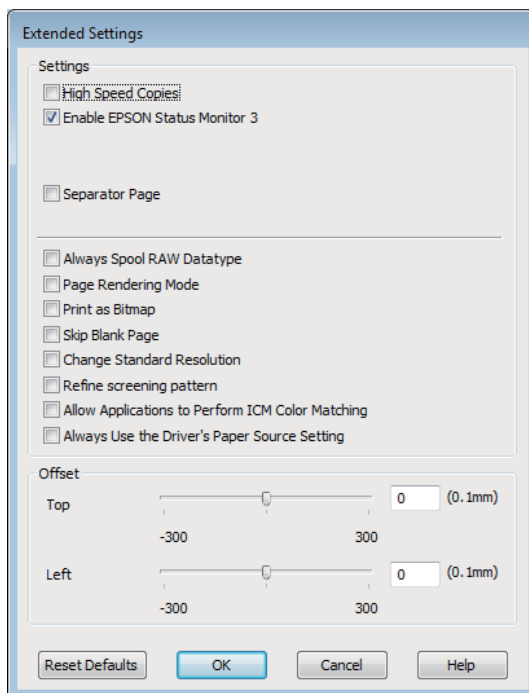 Extended Settings
Settings
High Speed Copies
Enable EPSON Status Monitor 3
Separator Page
Always Spool RAW Datatype
Page Rendering Mode
Print as Bitmap
Skip Blank Page
Change Standard Resolution
Refine screening pattern
Allow Applications to Perform ICM Color Matching
Always Use the Driver's Paper Source Setting
Offset
Top 0 (0.1mm)
-300 300
Left 0 (0.1mm)
-300 300
Reset Defaults OK Cancel Help